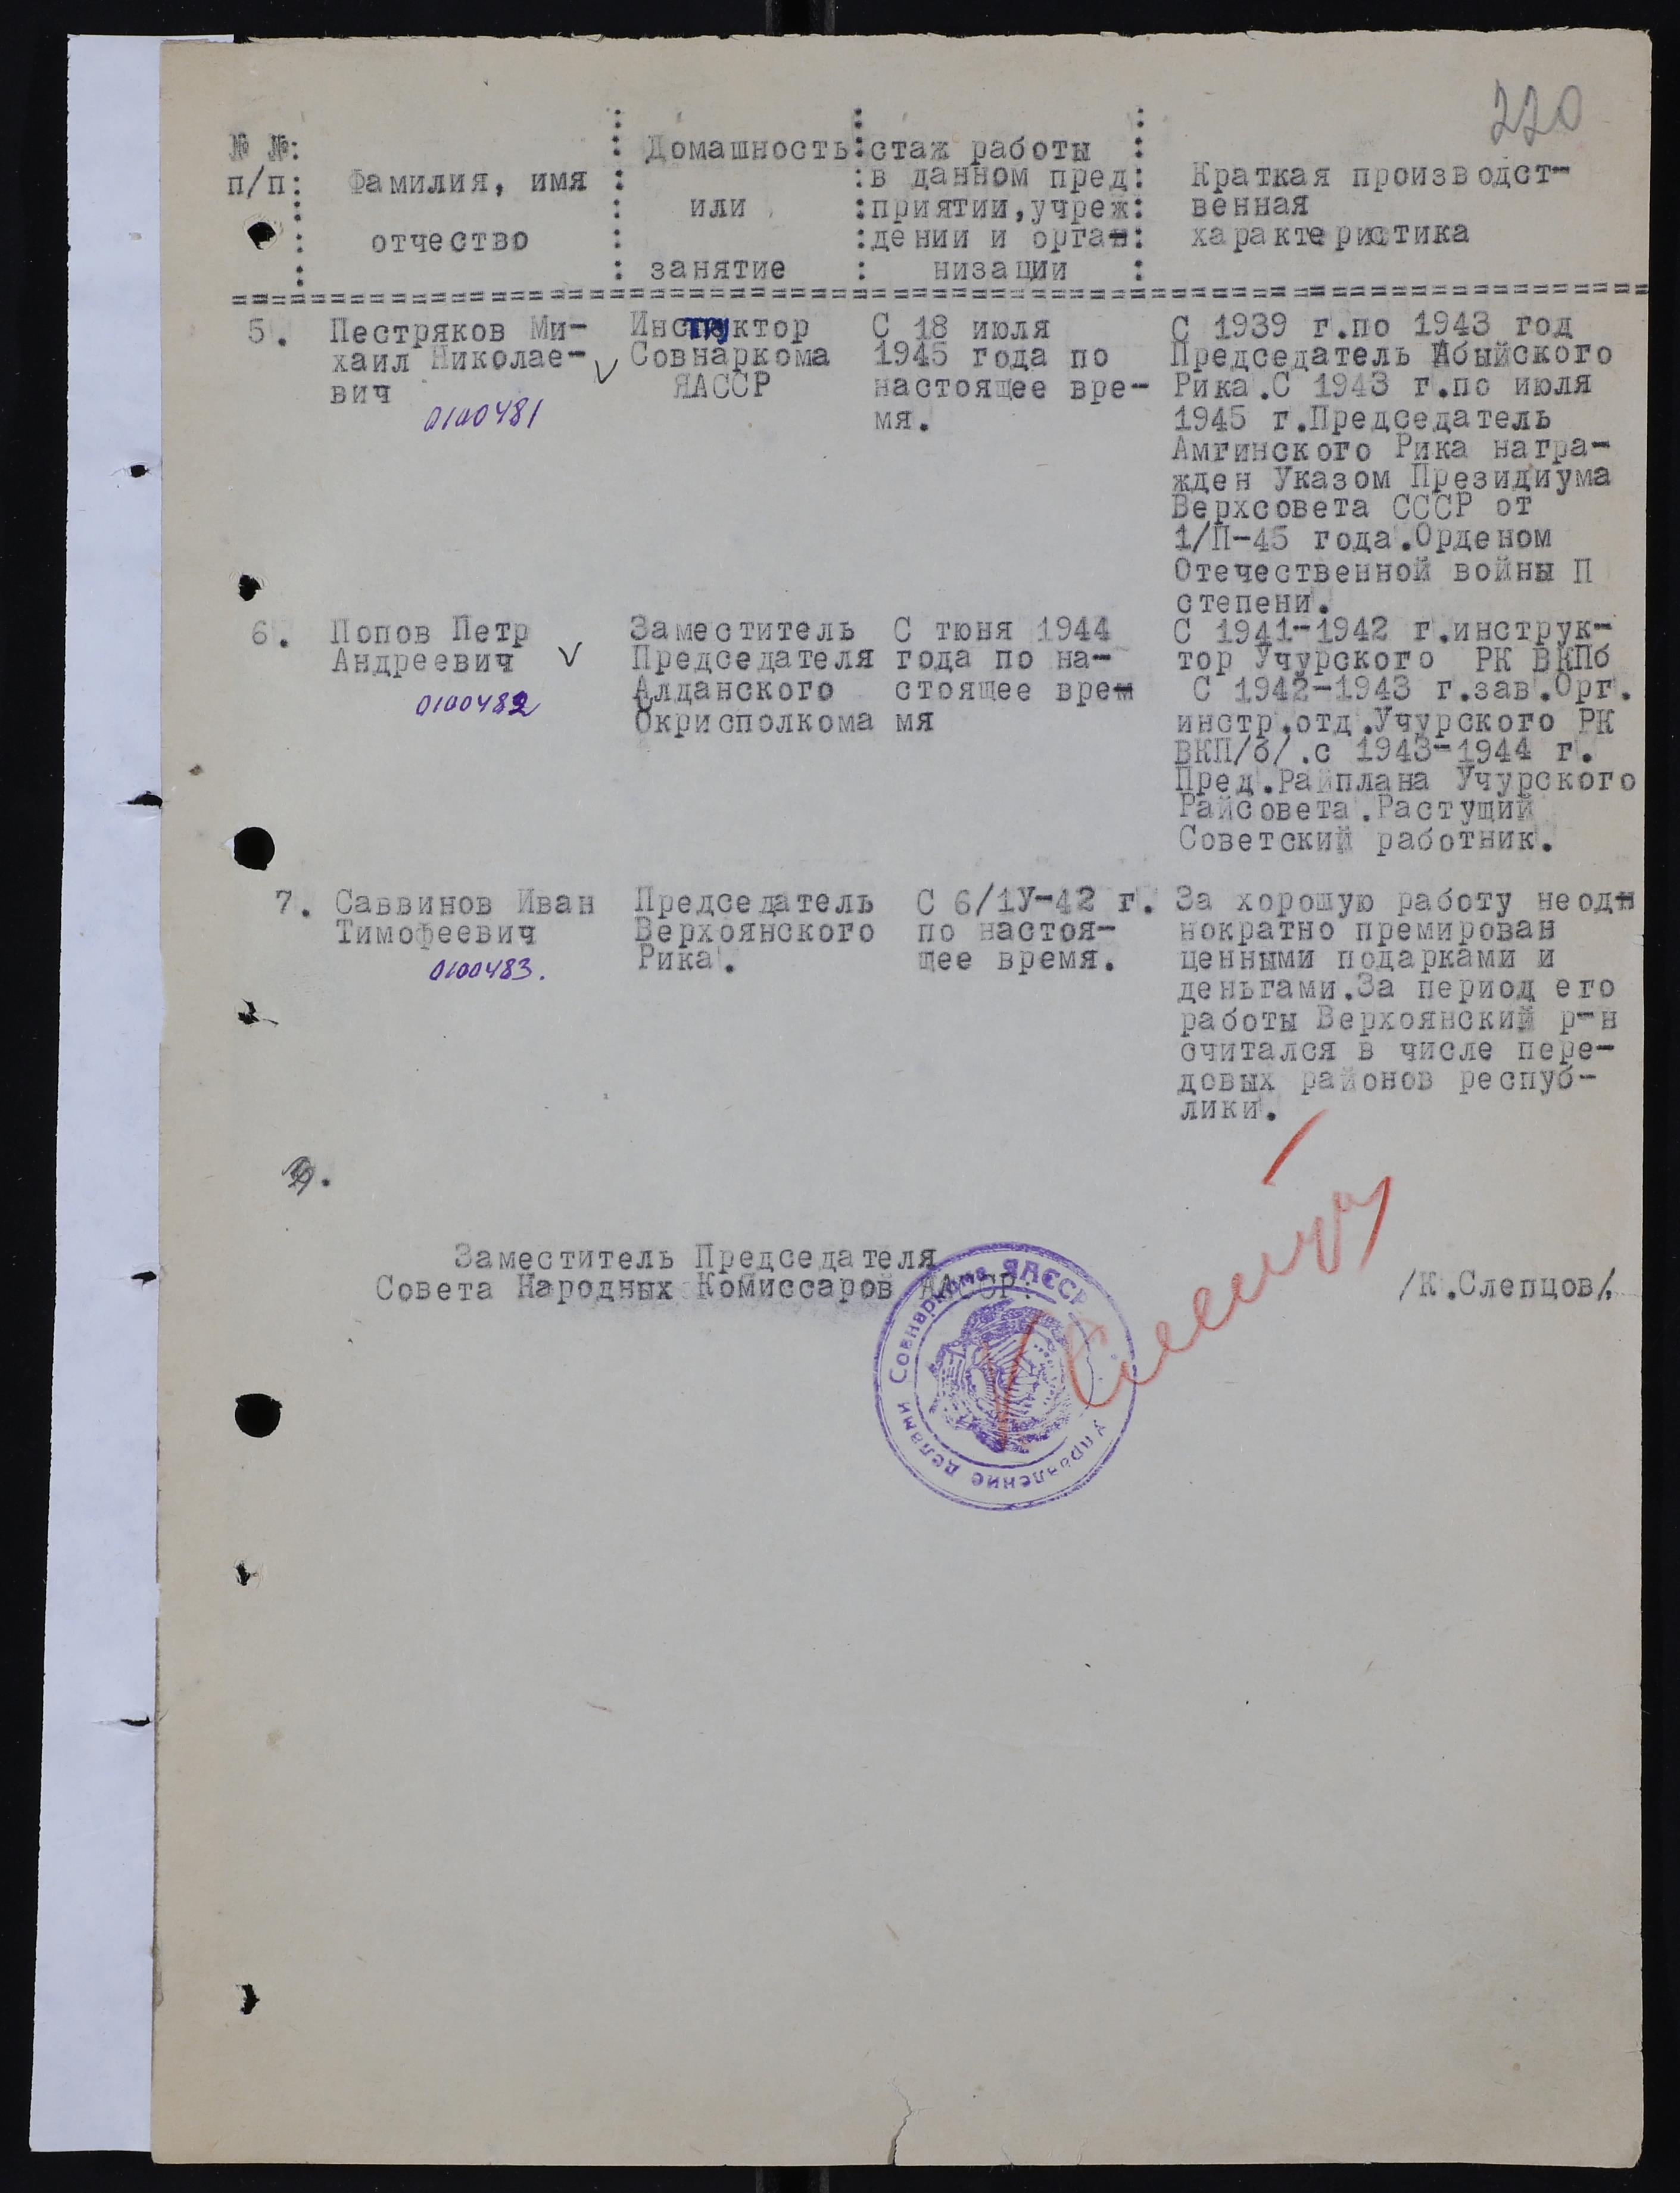 220
№ №: Домашность стаж работы
п/п: Фамилия, имя в данном пред Краткая производст-
или приятии,учреж венная
отчество дении и орган характеристика
занятие низации
5. Пестряков Ми- Инструктор С 18 июля С 1939 г.по 1943 год
хаил Николае- Совнаркома 1945 года по Председатель Абыйского
вич ЯАССР настоящее вре- Рика.С 1943 г.по июля
0100481 мя. 1945 г.Председатель
Амгинского Рика награ-
жден Указом Президиума
Верхсовета СССР от
1/П-45 года.Орденом
Отечественной войны П
степени.
6. Попов Петр Заместитель С тюня 1944 С 1941-1942 г.инструк-
Андреевич Председателя года по на- тор Учурского РК ВКПб
0100482 Алданского стоящее врем С 1942-1943 г.зав.Орг.
Окрисполкома мя инстр.отд.Учурского РК
ВКП/б/.с 1943-1944 г.
Пред.Райплана Учурского
Райсовета.Растущий
Советский работник.
7. Саввинов Иван Председатель С 6/1У-42 г. За хорошую работу неодн
Тимофеевич Верхоянского по настоя- нократно премирован
0100483. Рика. щее время. ценными подарками и
деньгами.За период его
работы Верхоянский р-н
считался в числе пере-
довых районов респуб-
лики.
Заместитель Председателя
Совета Народных Комиссаров ЯАССР: /К.Слепцов/.
Управление делами Совнаркома ЯАССР